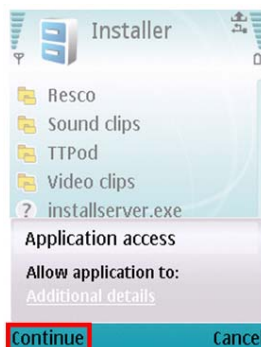 Installer
Resco
Sound clips
TTPod
Video clips
? installserver.exe
Application access
Allow application to:
Additional details
Continue Cance